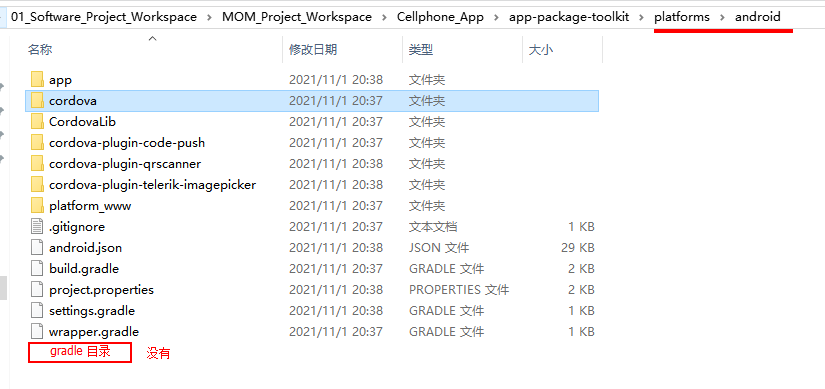 01_Software_Project_Workspace > MOM_Project_Workspace > Cellphone_App > app-package-toolkit > platforms > android
名称 修改日期 类型 大小
app 2021/11/1 20:38 文件夹
cordova 2021/11/1 20:37 文件夹
CordovaLib 2021/11/1 20:37 文件夹
cordova-plugin-code-push 2021/11/1 20:38 文件夹
cordova-plugin-qrscanner 2021/11/1 20:38 文件夹
cordova-plugin-telerik-imagepicker 2021/11/1 20:38 文件夹
platform_www 2021/11/1 20:37 文件夹
.gitignore 2021/11/1 20:37 文本文档 1 KB
android.json 2021/11/1 20:38 JSON 文件 29 KB
build.gradle 2021/11/1 20:37 GRADLE 文件 2 KB
project.properties 2021/11/1 20:38 PROPERTIES 文件 2 KB
settings.gradle 2021/11/1 20:38 GRADLE 文件 1 KB
wrapper.gradle 2021/11/1 20:37 GRADLE 文件 1 KB
gradle 目录 没有